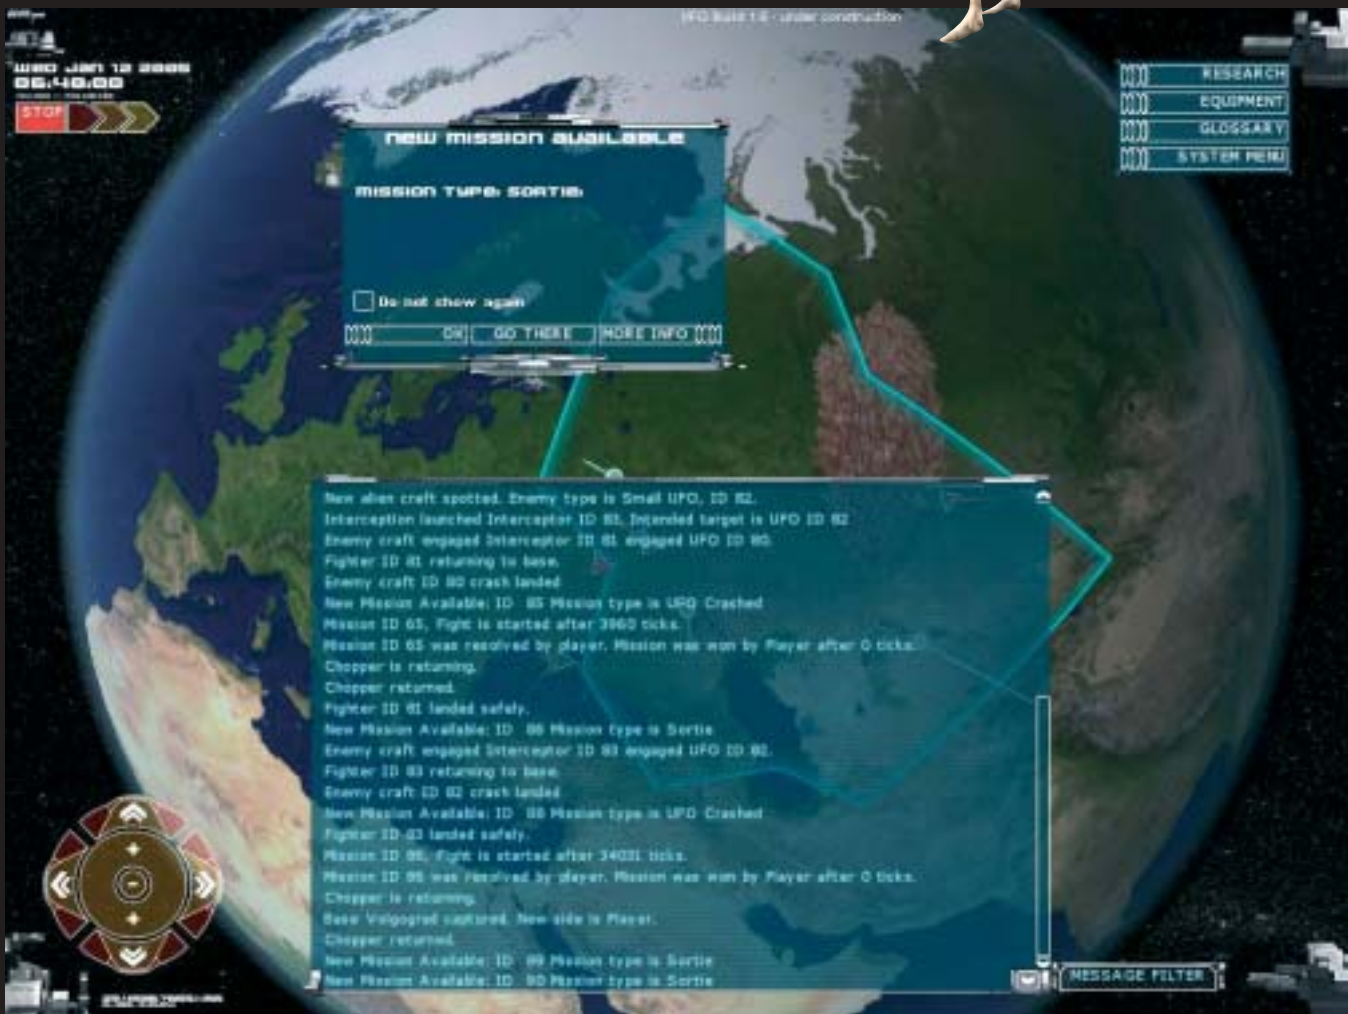 UFO Build 1.6 - under construction
WED JAN 12 2005
06:40:00
STOP
RESEARCH
EQUIPMENT
GLOSSARY
SYSTEM MENU
NEW MISSION AVAILABLE
MISSION TYPE: SORTIE:
Do not show again
OK
GO THERE
MORE INFO
New alien craft spotted. Enemy type is Small UFO, ID 82.
Interception launched Interceptor ID 83. Intended target is UFO ID 82
Enemy craft engaged Interceptor ID 81 engaged UFO ID 80.
Fighter ID 81 returning to base.
Enemy craft ID 80 crash landed
New Mission Available: ID 85 Mission type is UFO Crashed
Mission ID 65, Fight is started after 3960 ticks.
Mission ID 65 was resolved by player. Mission was won by Player after 0 ticks.
Chopper is returning.
Chopper returned.
Fighter ID 81 landed safely.
New Mission Available: ID 86 Mission type is Sortie
Enemy craft engaged Interceptor ID 83 engaged UFO ID 82.
Fighter ID 83 returning to base.
Enemy craft ID 82 crash landed
New Mission Available: ID 88 Mission type is UFO Crashed
Fighter ID 83 landed safely.
Mission ID 86, Fight is started after 34031 ticks.
Mission ID 86 was resolved by player. Mission was won by Player after 0 ticks.
Chopper is returning.
Base Volgograd captured. New side is Player.
Chopper returned.
New Mission Available: ID 89 Mission type is Sortie
New Mission Available: ID 90 Mission type is Sortie
MESSAGE FILTER